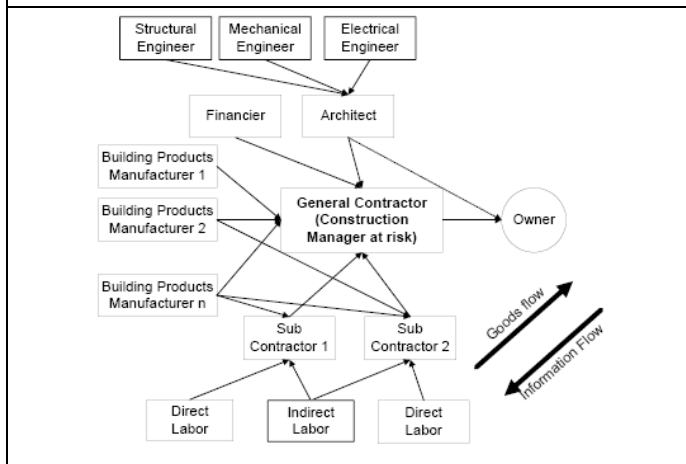 Structural
Engineer
Mechanical
Engineer
Electrical
Engineer
Financier
Architect
Building Products
Manufacturer 1
General Contractor
(Construction
Manager at risk)
Owner
Building Products
Manufacturer 2
Building Products
Manufacturer n
Goods flow
Information Flow
Sub
Contractor 1
Sub
Contractor 2
Direct
Labor
Indirect
Labor
Direct
Labor